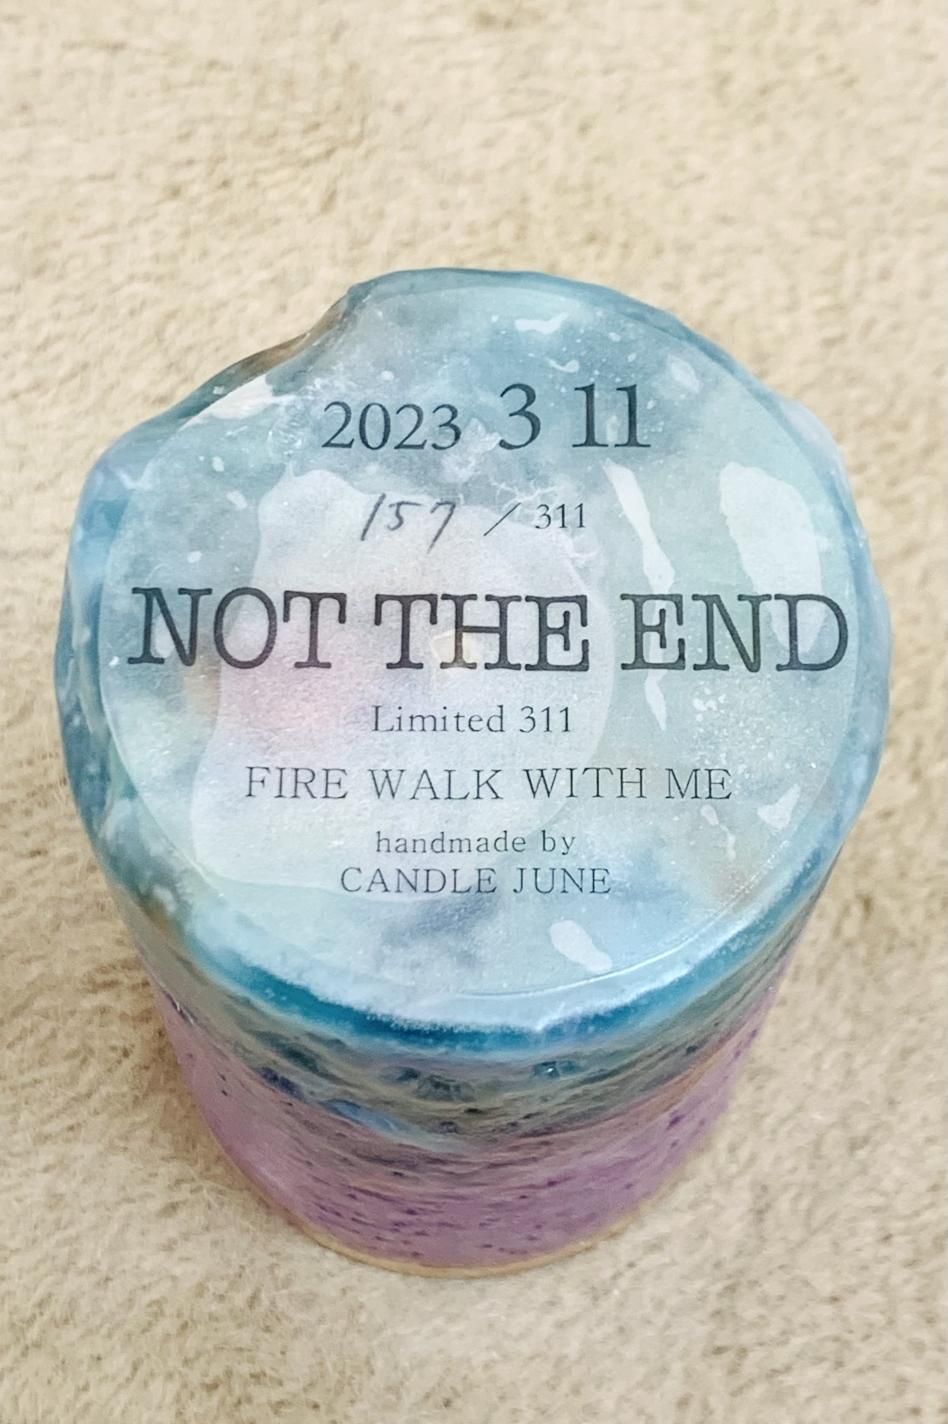 2023 3 11
157 / 311
NOT THE END
Limited 311
FIRE WALK WITH ME
handmade by
CANDLE JUNE